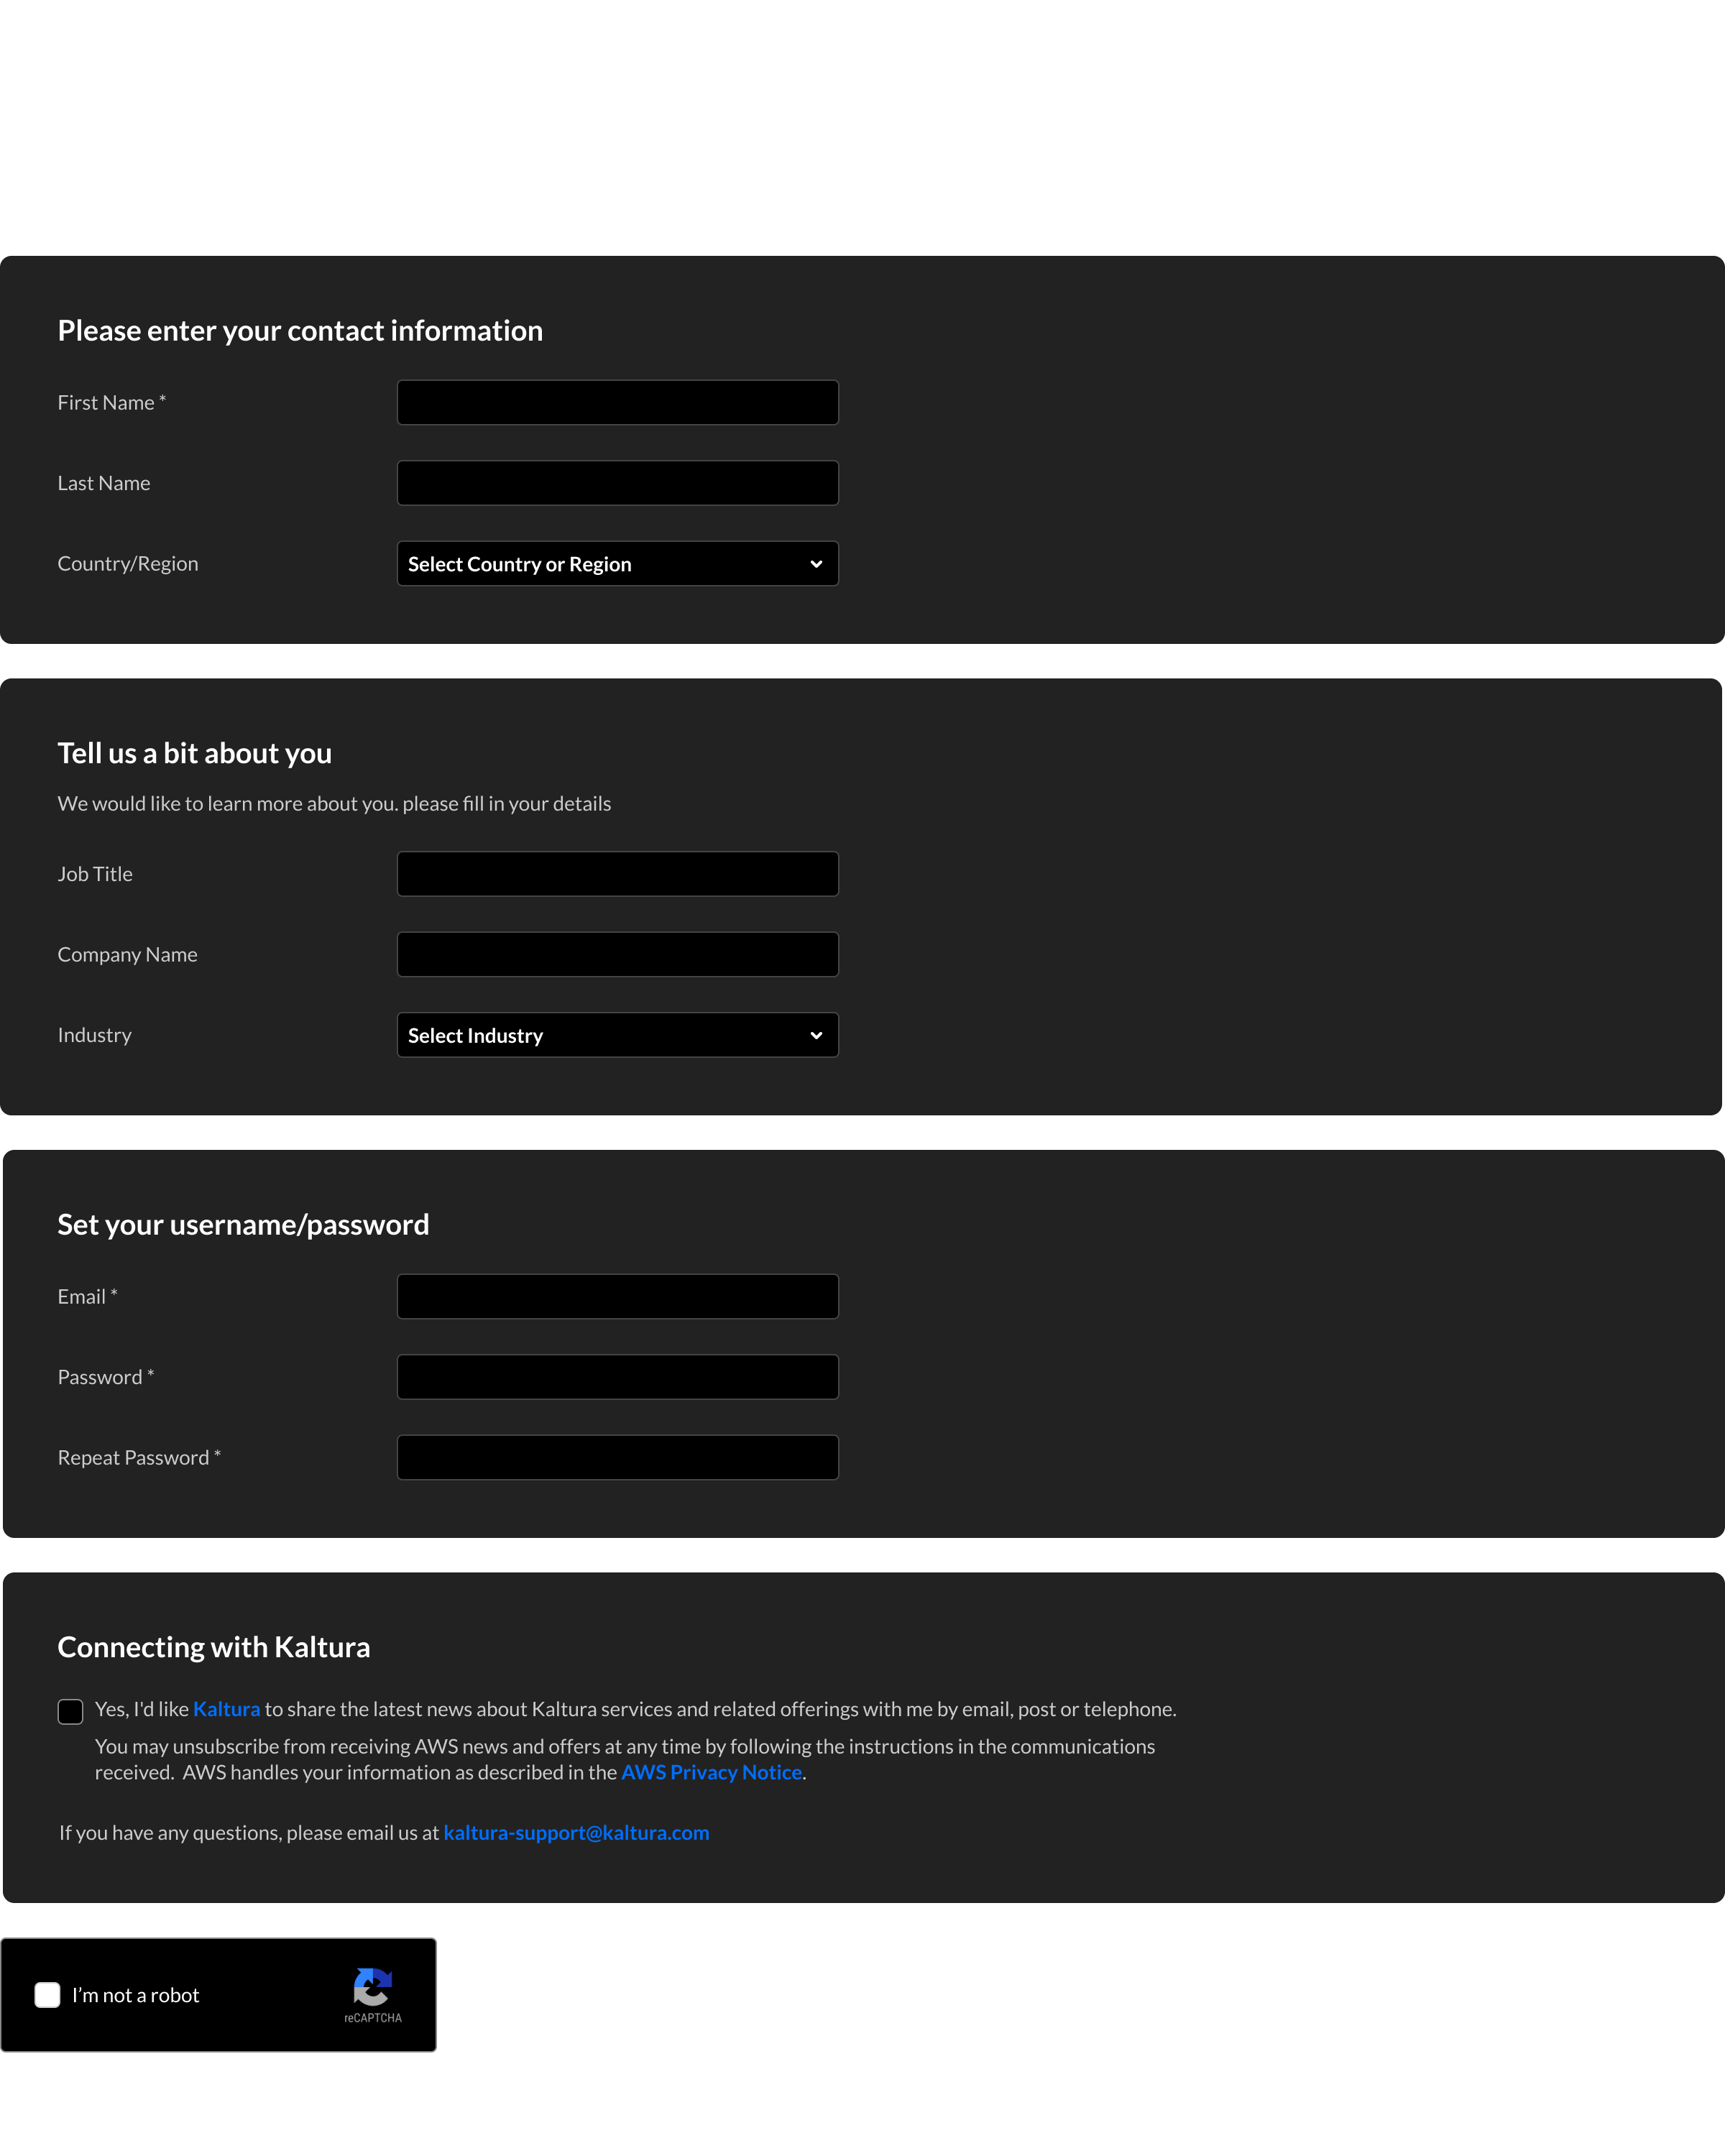 Please enter your contact information
First Name *
Last Name
Country/Region
Select Country or Region
Tell us a bit about you
We would like to learn more about you. please fill in your details
Job Title
Company Name
Industry
Select Industry
Set your username/password
Email *
Password *
Repeat Password *
Connecting with Kaltura
Yes, I'd like Kaltura to share the latest news about Kaltura services and related offerings with me by email, post or telephone.
You may unsubscribe from receiving AWS news and offers at any time by following the instructions in the communications
received.  AWS handles your information as described in the AWS Privacy Notice.
If you have any questions, please email us at kaltura-support@kaltura.com
I’m not a robot
reCAPTCHA